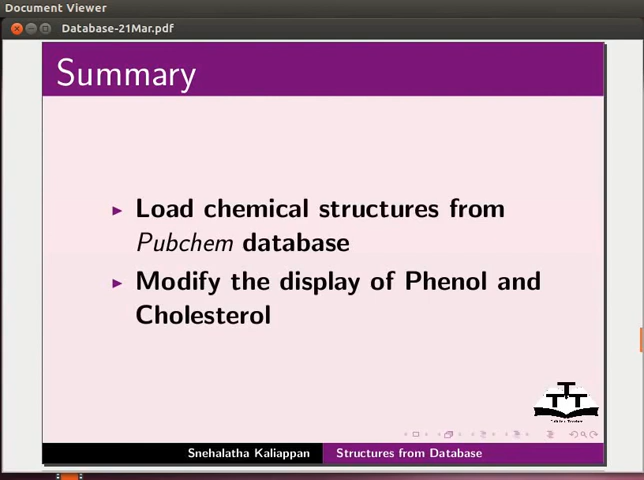 Document Viewer
Database-21Mar.pdf
Summary
Load chemical structures from
Pubchem database
Modify the display of Phenol and
Cholesterol
Snehalatha Kaliappan
Structures from Database